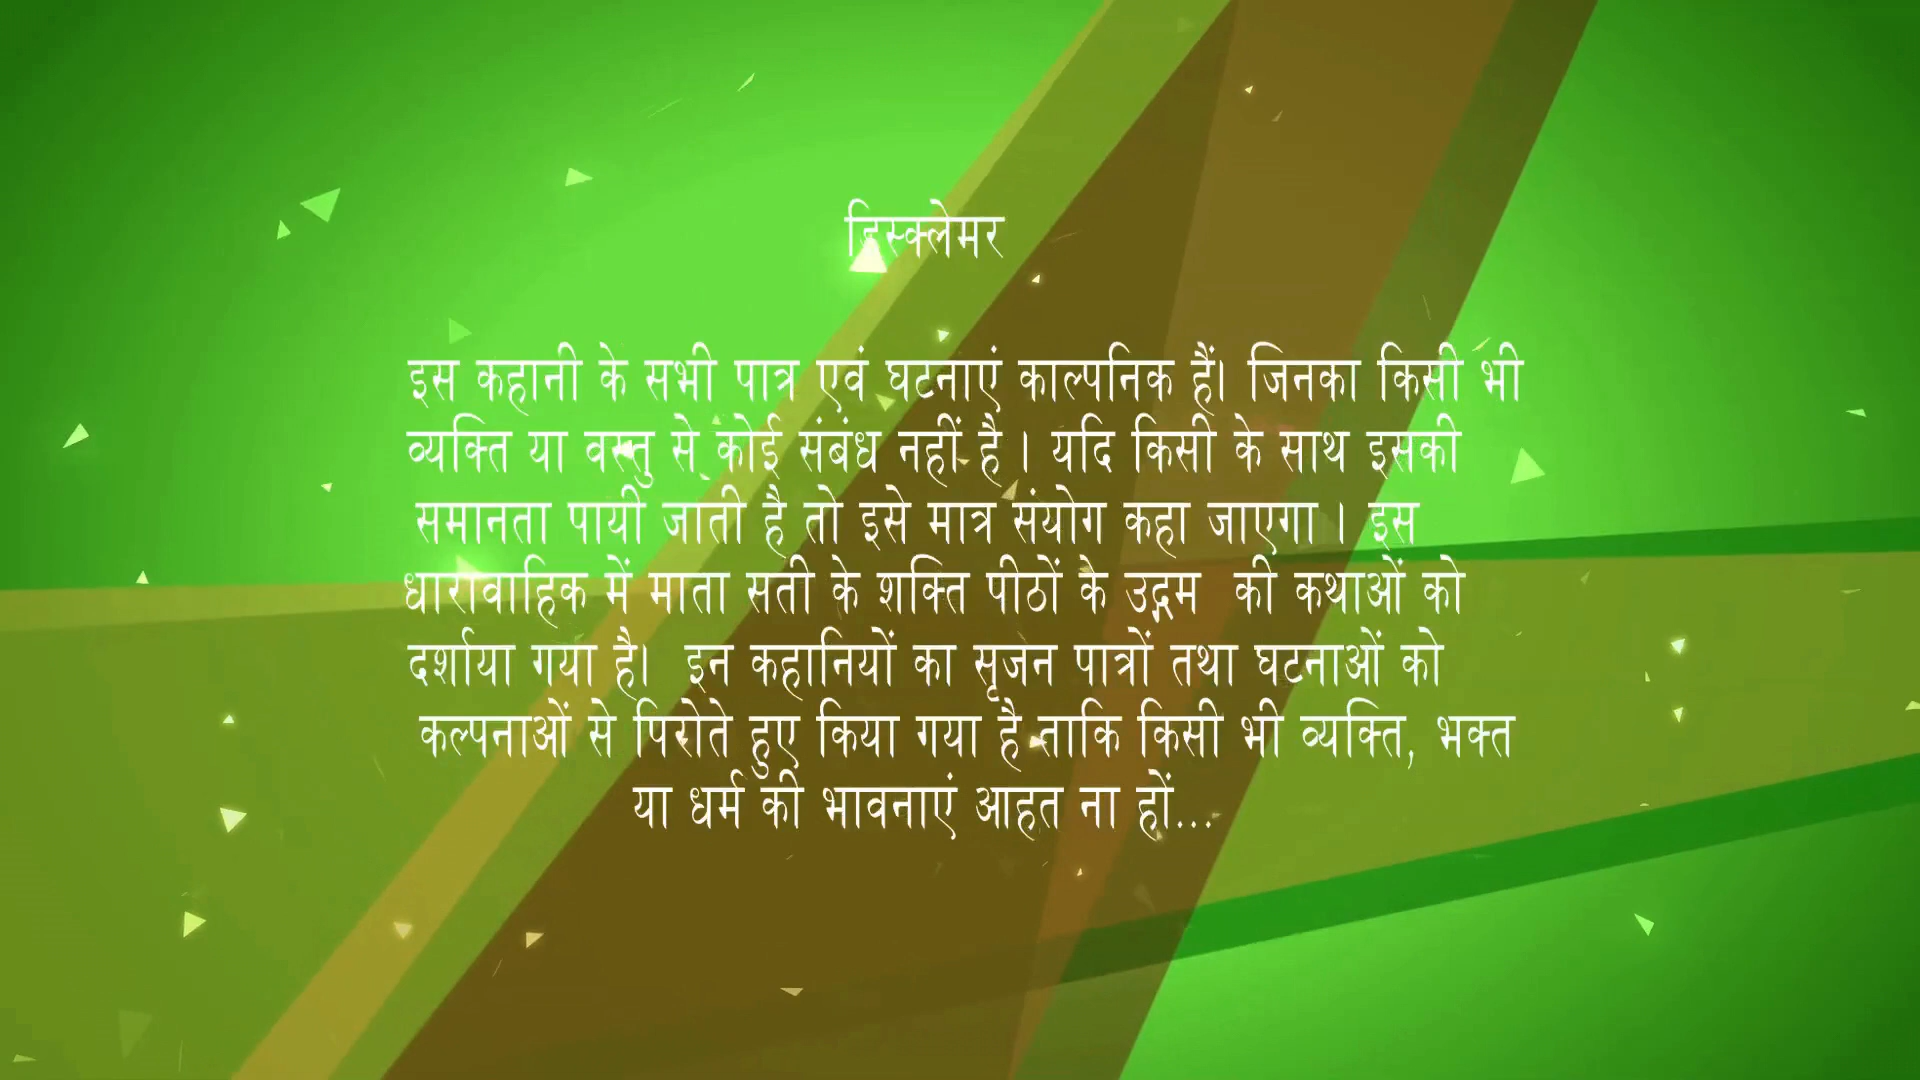 डिस्क्लेमर
इस कहानी के सभी पात्र एवं घटनाएं काल्पनिक हैं। जिनका किसी भी
व्यक्ति या वस्तु से कोई संबंध नहीं है । यदि किसी के साथ इसकी
समानता पायी जाती है तो इसे मात्र संयोग कहा जाएगा । इस
धारावाहिक में माता सती के शक्ति पीठों के उद्गम की कथाओं को
दर्शाया गया है। इन कहानियों का सृजन पात्रों तथा घटनाओं को
कल्पनाओं से पिरोते हुए किया गया है ताकि किसी भी व्यक्ति, भक्त
या धर्म की भावनाएं आहत ना हों...